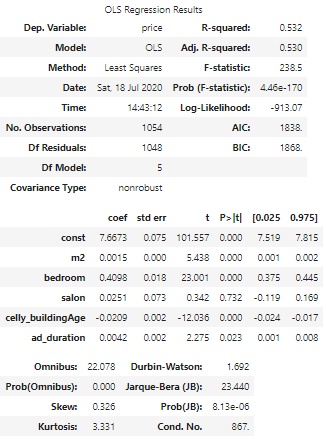 OLS Regression Results
Dep. Variable: price R-squared: 0.532
Model: OLS Adj. R-squared: 0.530
Method: Least Squares F-statistic: 238.5
Date: Sat, 18 Jul 2020 Prob (F-statistic): 4.46e-170
Time: 14:43:12 Log-Likelihood: -913.07
No. Observations: 1054 AIC: 1838.
Df Residuals: 1048 BIC: 1868.
Df Model: 5
Covariance Type: nonrobust
coef std err t P>|t| [0.025 0.975]
const 7.6673 0.075 101.557 0.000 7.519 7.815
m2 0.0015 0.000 5.438 0.000 0.001 0.002
bedroom 0.4098 0.018 23.001 0.000 0.375 0.445
salon 0.0251 0.073 0.342 0.732 -0.119 0.169
celly_buildingAge -0.0209 0.002 -12.036 0.000 -0.024 -0.017
ad_duration 0.0042 0.002 2.275 0.023 0.001 0.008
Omnibus: 22.078 Durbin-Watson: 1.692
Prob(Omnibus): 0.000 Jarque-Bera (JB): 23.440
Skew: 0.326 Prob(JB): 8.13e-06
Kurtosis: 3.331 Cond. No. 867.